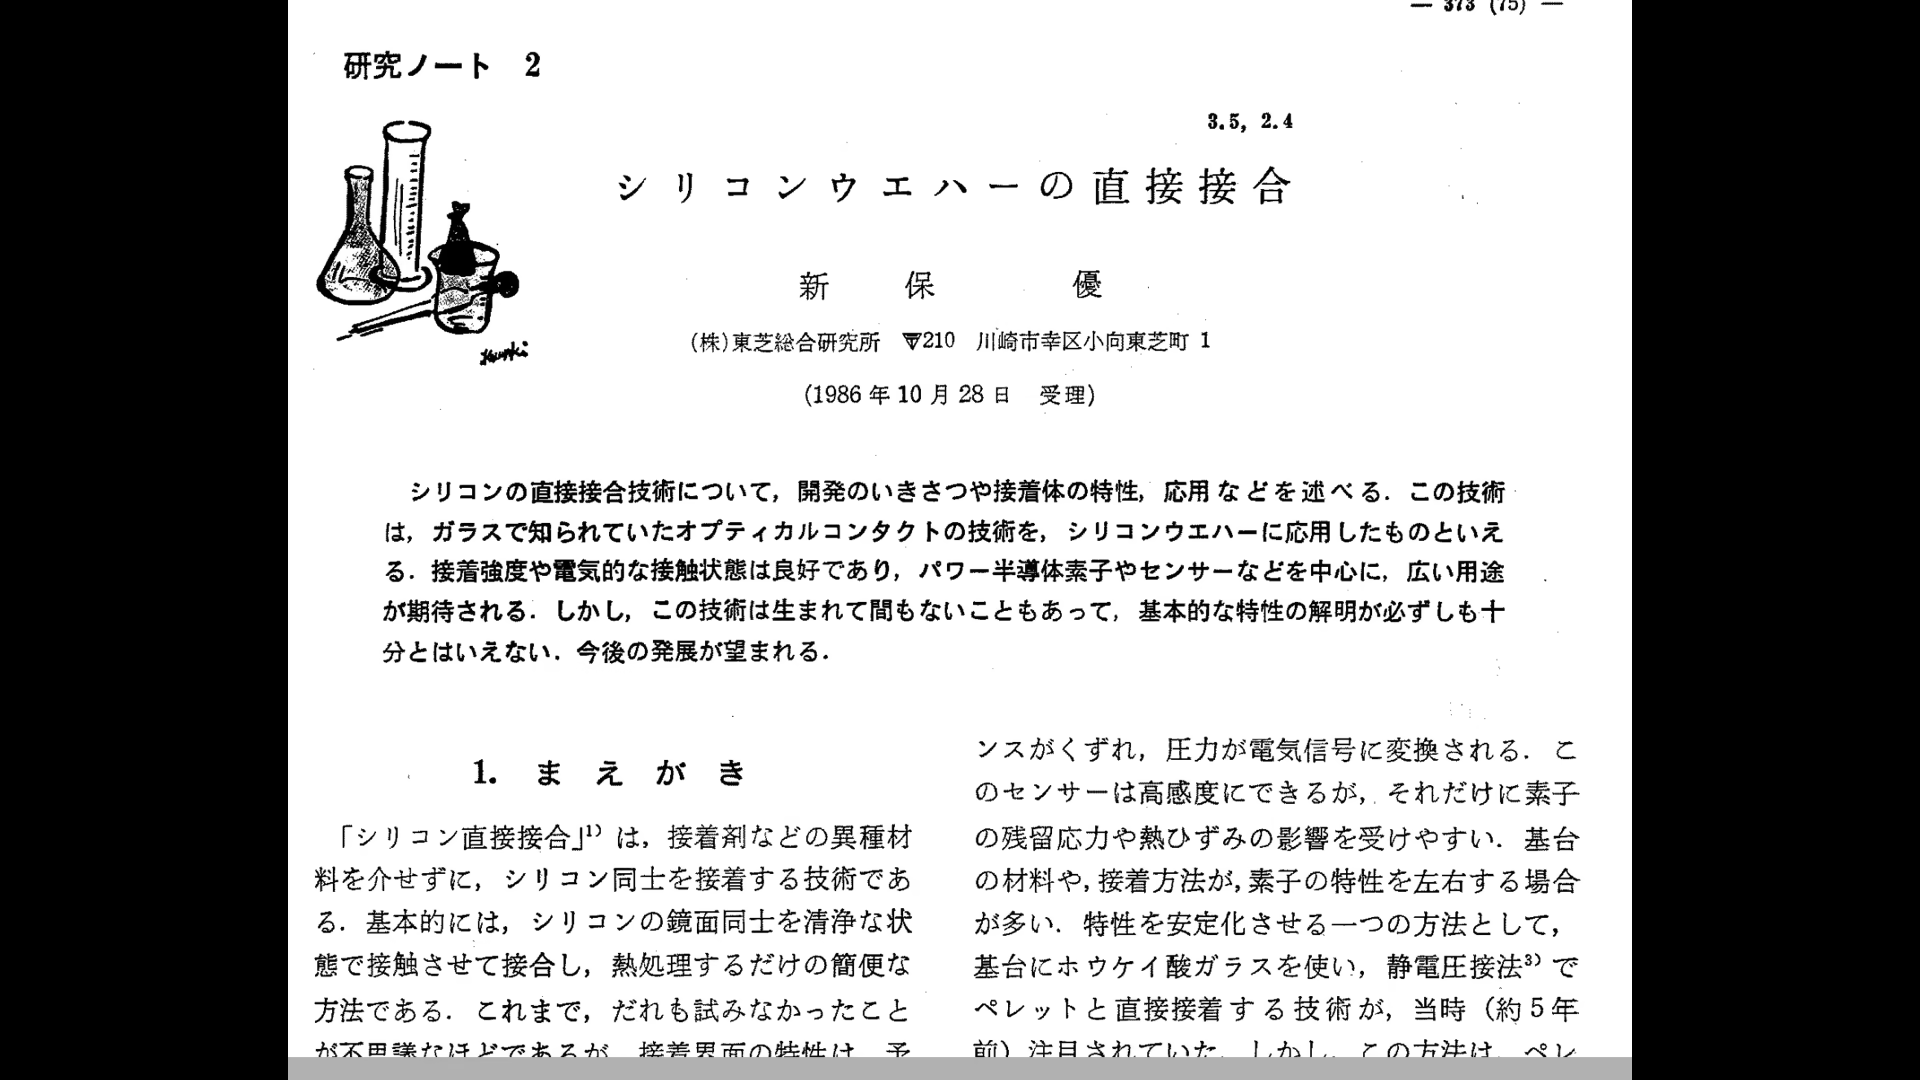 — 373 (75) —
研究ノート 2
3.5, 2.4
シリコンウエハーの直接接合
新保 優
(株)東芝総合研究所 〒210 川崎市幸区小向東芝町 1
(1986 年 10 月 28 日 受理)
シリコンの直接接合技術について，開発のいきさつや接着体の特性，応用などを述べる．この技術
は，ガラスで知られていたオプティカルコンタクトの技術を，シリコンウエハーに応用したものといえ
る．接着強度や電気的な接触状態は良好であり，パワー半導体素子やセンサーなどを中心に，広い用途
が期待される．しかし，この技術は生まれて間もないこともあって，基本的な特性の解明が必ずしも十
分とはいえない．今後の発展が望まれる．
1. まえがき
「シリコン直接接合」1) は，接着剤などの異種材
料を介せずに，シリコン同士を接着する技術であ
る．基本的には，シリコンの鏡面同士を清浄な状
態で接触させて接合し，熱処理するだけの簡便な
方法である．これまで，だれも試みなかったこと
が不思議なほどであるが，接着界面の特性は，予
ンスがくずれ，圧力が電気信号に変換される．こ
のセンサーは高感度にできるが，それだけに素子
の残留応力や熱ひずみの影響を受けやすい．基台
の材料や，接着方法が，素子の特性を左右する場合
が多い．特性を安定化させる一つの方法として，
基台にホウケイ酸ガラスを使い，静電圧接法3) で
ペレットと直接接着する技術が，当時（約 5 年
前）注目されていた．しかし，この方法は，ペレ